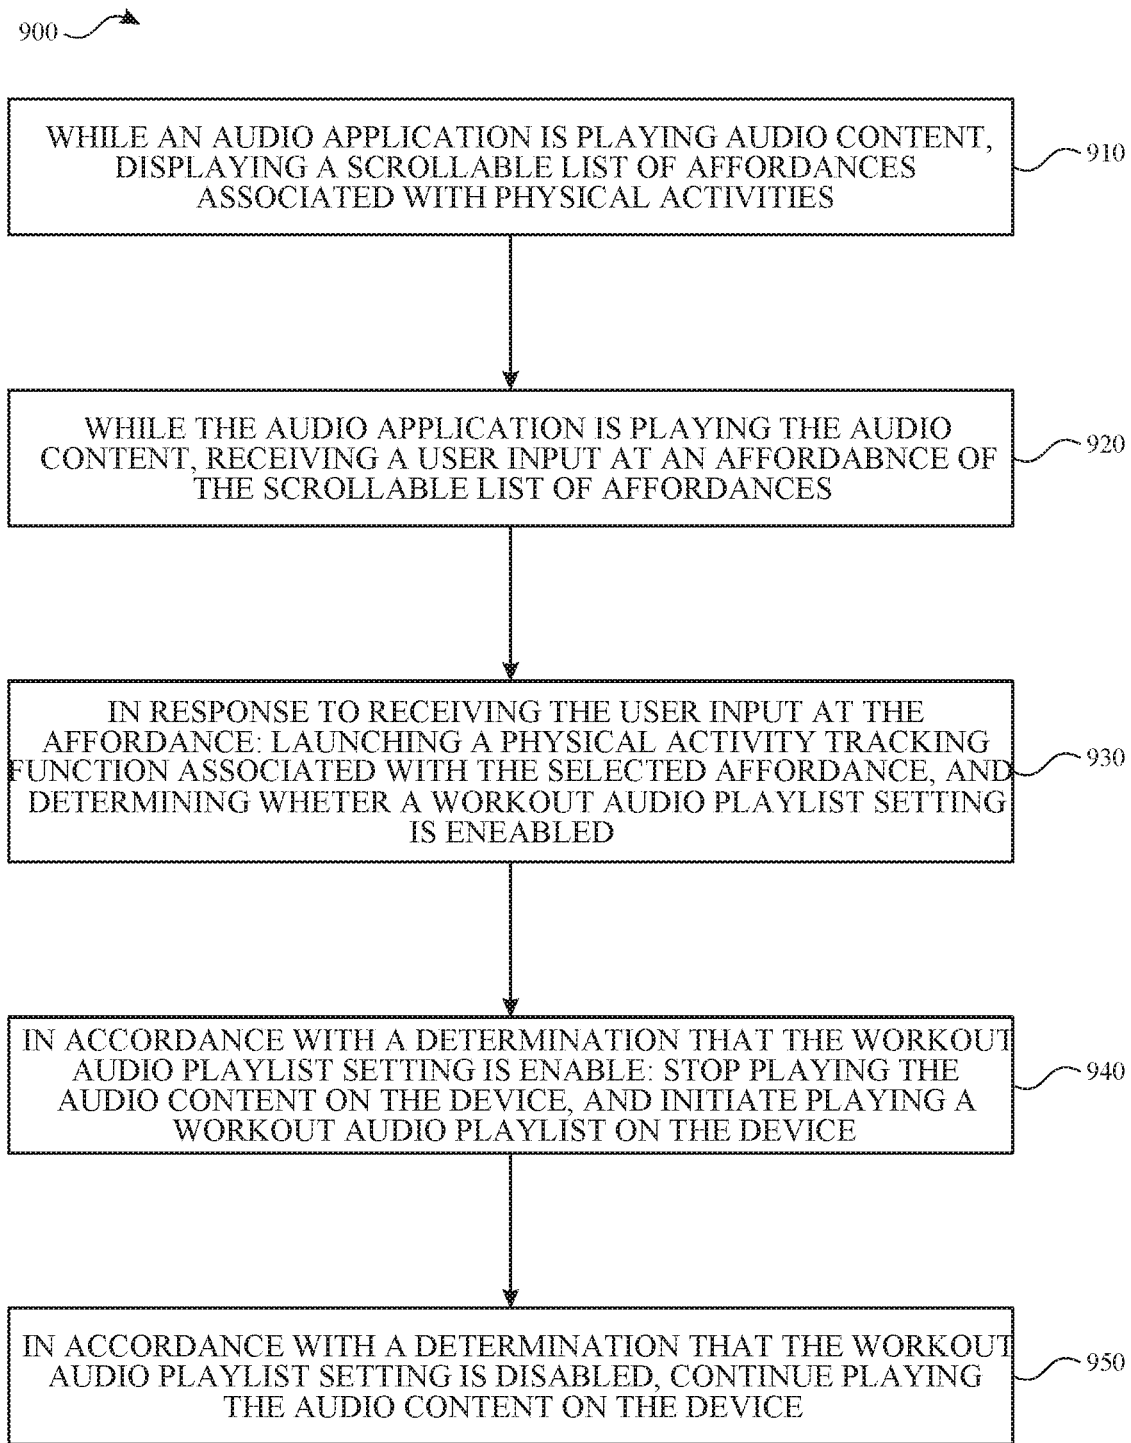 900
WHILE AN AUDIO APPLICATION IS PLAYING AUDIO CONTENT,
DISPLAYING A SCROLLABLE LIST OF AFFORDANCES
ASSOCIATED WITH PHYSICAL ACTIVITIES
910
WHILE THE AUDIO APPLICATION IS PLAYING THE AUDIO
CONTENT, RECEIVING A USER INPUT AT AN AFFORDABNCE OF
THE SCROLLABLE LIST OF AFFORDANCES
920
IN RESPONSE TO RECEIVING THE USER INPUT AT THE
AFFORDANCE: LAUNCHING A PHYSICAL ACTIVITY TRACKING
FUNCTION ASSOCIATED WITH THE SELECTED AFFORDANCE, AND
DETERMINING WHETER A WORKOUT AUDIO PLAYLIST SETTING
IS ENEABLED
930
IN ACCORDANCE WITH A DETERMINATION THAT THE WORKOUT
AUDIO PLAYLIST SETTING IS ENABLE: STOP PLAYING THE
AUDIO CONTENT ON THE DEVICE, AND INITIATE PLAYING A
WORKOUT AUDIO PLAYLIST ON THE DEVICE
940
IN ACCORDANCE WITH A DETERMINATION THAT THE WORKOUT
AUDIO PLAYLIST SETTING IS DISABLED, CONTINUE PLAYING
THE AUDIO CONTENT ON THE DEVICE
950